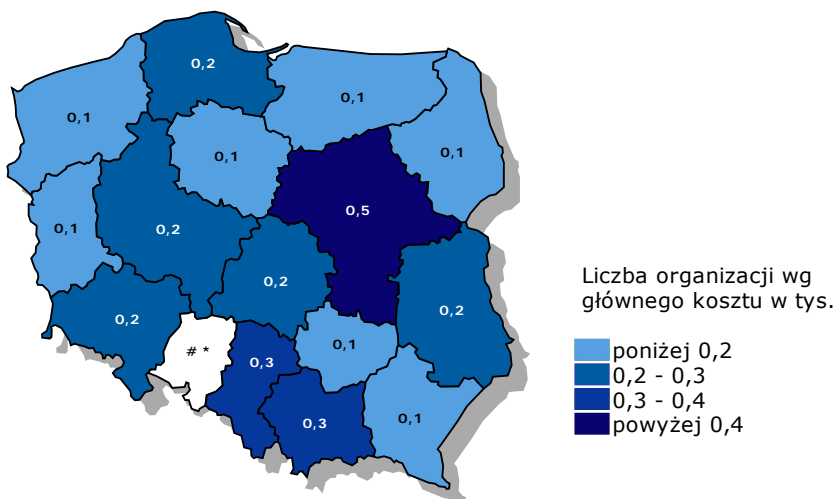 0,2
0,1
0,1
0,1
0,1
0,5
0,1
0,2
0,2
0,2
0,2
# *
0,3
0,1
0,3
0,1
Liczba organizacji wg
głównego kosztu w tys.
poniżej 0,2
0,2 - 0,3
0,3 - 0,4
powyżej 0,4